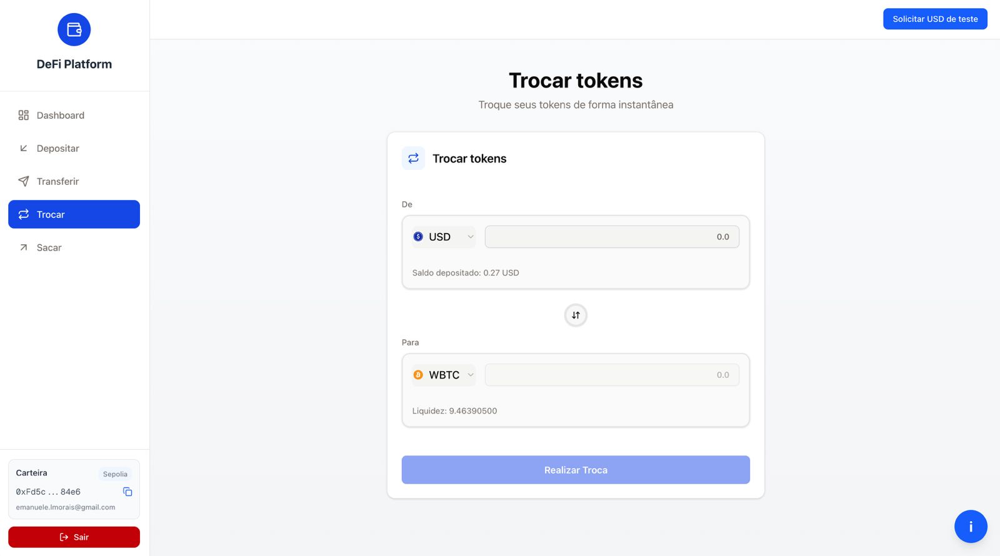 DeFi Platform
Dashboard
Depositar
Transferir
Trocar
Sacar
Carteira
Sepolia
0xFd5c ... 84e6
emanuele.lmorais@gmail.com
Sair
Solicitar USD de teste
Trocar tokens
Troque seus tokens de forma instantânea
Trocar tokens
De
USD
0.0
Saldo depositado: 0.27 USD
Para
WBTC
0.0
Liquidez: 9.46390500
Realizar Troca
i